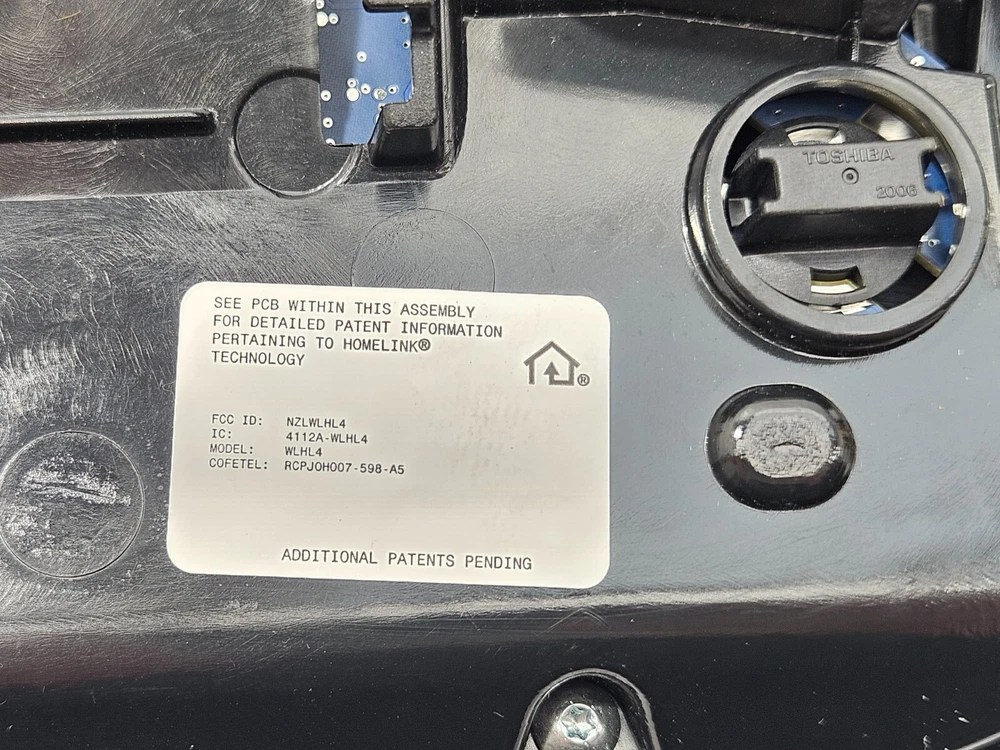 TOSHIBA
2006
SEE PCB WITHIN THIS ASSEMBLY
FOR DETAILED PATENT INFORMATION
PERTAINING TO HOMELINK®
TECHNOLOGY
®
FCC ID: NZLWLHL4
IC: 4112A-WLHL4
MODEL: WLHL4
COFETEL: RCPJOHO07-598-A5
ADDITIONAL PATENTS PENDING